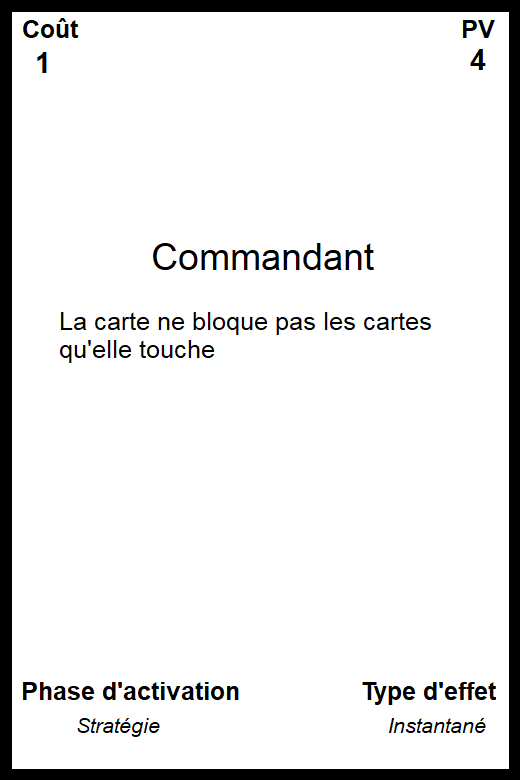 Coût PV
1 4
Commandant
La carte ne bloque pas les cartes
qu'elle touche
Phase d'activation Type d'effet
Stratégie Instantané